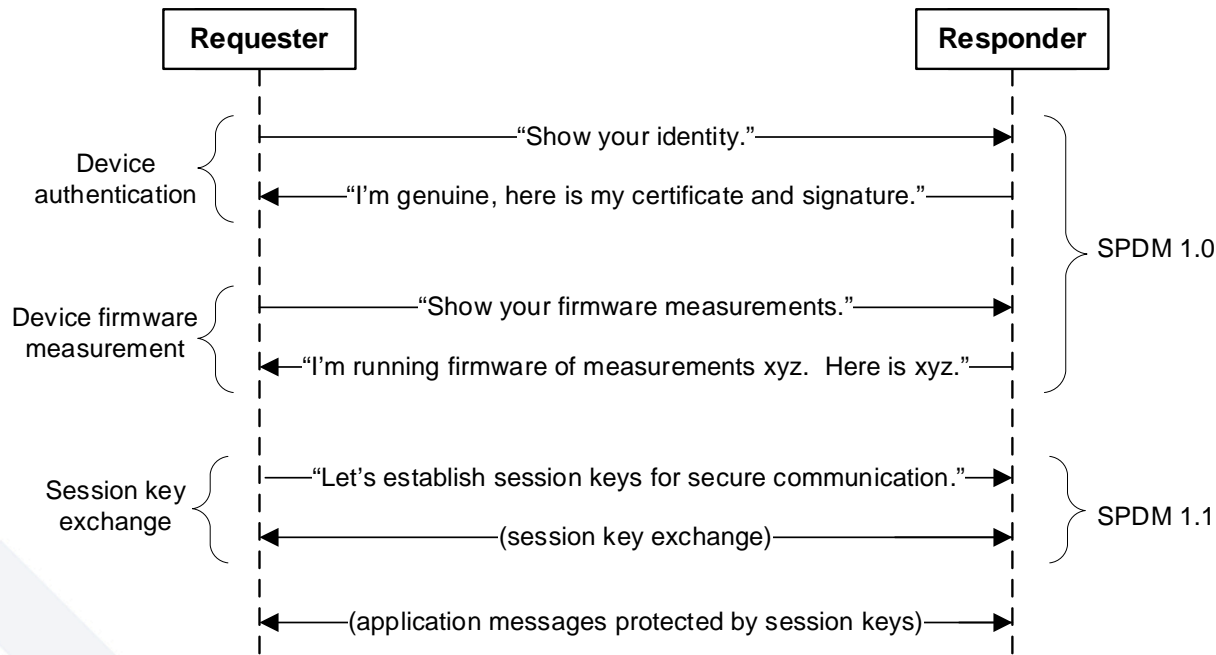 Requester
Responder
“Show your identity.”
Device
authentication
“I’m genuine, here is my certificate and signature.”
SPDM 1.0
“Show your firmware measurements.”
Device firmware
measurement
“I’m running firmware of measurements xyz.  Here is xyz.”
“Let’s establish session keys for secure communication.”
Session key
exchange
SPDM 1.1
(session key exchange)
(application messages protected by session keys)